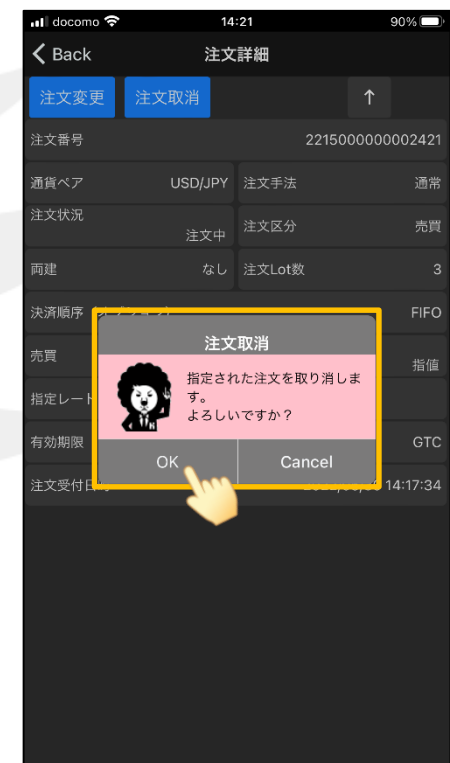 docomo 14:21 90%
Back 注文詳細
注文変更 注文取消 ↑
注文番号 2215000000002421
通貨ペア USD/JPY 注文手法 通常
注文状況 注文中 注文区分 売買
両建 なし 注文Lot数 3
決済順序 FIFO
注文取消
売買 指値
指定された注文を取り消しま
す。
よろしいですか？
指定レート
有効期限 GTC
OK Cancel
注文受付日 14:17:34